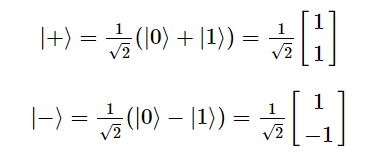 |+⟩ = 1/√2 (|0⟩ + |1⟩) = 1/√2 [1 1]
|−⟩ = 1/√2 (|0⟩ − |1⟩) = 1/√2 [1 −1]